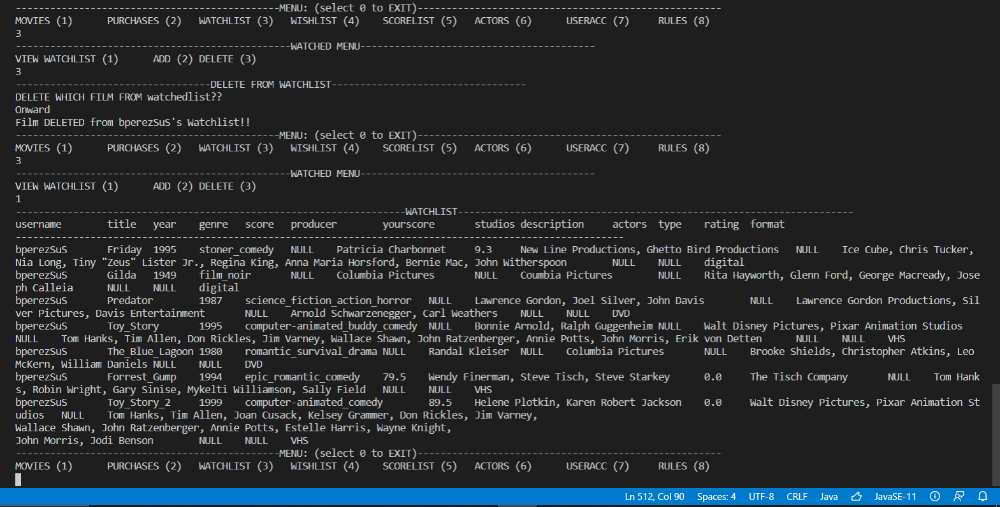 ----------------------------------------------MENU: (select 0 to EXIT)-----------------------------------------------------
MOVIES (1)      PURCHASES (2)   WATCHLIST (3)   WISHLIST (4)    SCORELIST (5)   ACTORS (6)      USERACC (7)     RULES (8)
3
------------------------------------------------WATCHED MENU-----------------------------------------
VIEW WATCHLIST (1)      ADD (2) DELETE (3)
3
----------------------------------DELETE FROM WATCHLIST----------------------------------
DELETE WHICH FILM FROM watchedlist??
Onward
Film DELETED from bperezSuS's Watchlist!!
----------------------------------------------MENU: (select 0 to EXIT)-----------------------------------------------------
MOVIES (1)      PURCHASES (2)   WATCHLIST (3)   WISHLIST (4)    SCORELIST (5)   ACTORS (6)      USERACC (7)     RULES (8)
3
------------------------------------------------WATCHED MENU-----------------------------------------
VIEW WATCHLIST (1)      ADD (2) DELETE (3)
1
--------------------------------------------------------------------WATCHLIST---------------------------------------------------------------------
username        title   year    genre   score   producer        yourscore       studios description     actors  type    rating  format
----------------------------------------------------------------------------------------------------------
bperezSuS       Friday  1995    stoner_comedy   NULL    Patricia Charbonnet     9.3     New Line Productions, Ghetto Bird Productions   NULL    Ice Cube, Chris Tucker,
Nia Long, Tiny "Zeus" Lister Jr., Regina King, Anna Maria Horsford, Bernie Mac, John Witherspoon        NULL    NULL    digital
bperezSuS       Gilda   1949    film_noir       NULL    Columbia Pictures       NULL    Coumbia Pictures        NULL    Rita Hayworth, Glenn Ford, George Macready, Jose
ph Calleia      NULL    NULL    digital
bperezSuS       Predator        1987    science_fiction_action_horror   NULL    Lawrence Gordon, Joel Silver, John Davis        NULL    Lawrence Gordon Productions, Sil
ver Pictures, Davis Entertainment       NULL    Arnold Schwarzenegger, Carl Weathers    NULL    NULL    DVD
bperezSuS       Toy_Story       1995    computer-animated_buddy_comedy  NULL    Bonnie Arnold, Ralph Guggenheim NULL    Walt Disney Pictures, Pixar Animation Studios
NULL    Tom Hanks, Tim Allen, Don Rickles, Jim Varney, Wallace Shawn, John Ratzenberger, Annie Potts, John Morris, Erik von Detten      NULL    NULL    VHS
bperezSuS       The_Blue_Lagoon 1980    romantic_survival_drama NULL    Randal Kleiser  NULL    Columbia Pictures       NULL    Brooke Shields, Christopher Atkins, Leo
McKern, William Daniels NULL    NULL    DVD
bperezSuS       Forrest_Gump    1994    epic_romantic_comedy    79.5    Wendy Finerman, Steve Tisch, Steve Starkey      0.0     The Tisch Company       NULL    Tom Hank
s, Robin Wright, Gary Sinise, Mykelti Williamson, Sally Field   NULL    NULL    VHS
bperezSuS       Toy_Story_2     1999    computer-animated_comedy        89.5    Helene Plotkin, Karen Robert Jackson    0.0     Walt Disney Pictures, Pixar Animation St
udios   NULL    Tom Hanks, Tim Allen, Joan Cusack, Kelsey Grammer, Don Rickles, Jim Varney,
Wallace Shawn, John Ratzenberger, Annie Potts, Estelle Harris, Wayne Knight,
John Morris, Jodi Benson        NULL    NULL    VHS
----------------------------------------------MENU: (select 0 to EXIT)-----------------------------------------------------
MOVIES (1)      PURCHASES (2)   WATCHLIST (3)   WISHLIST (4)    SCORELIST (5)   ACTORS (6)      USERACC (7)     RULES (8)
Ln 512, Col 90 Spaces: 4 UTF-8 CRLF Java JavaSE-11